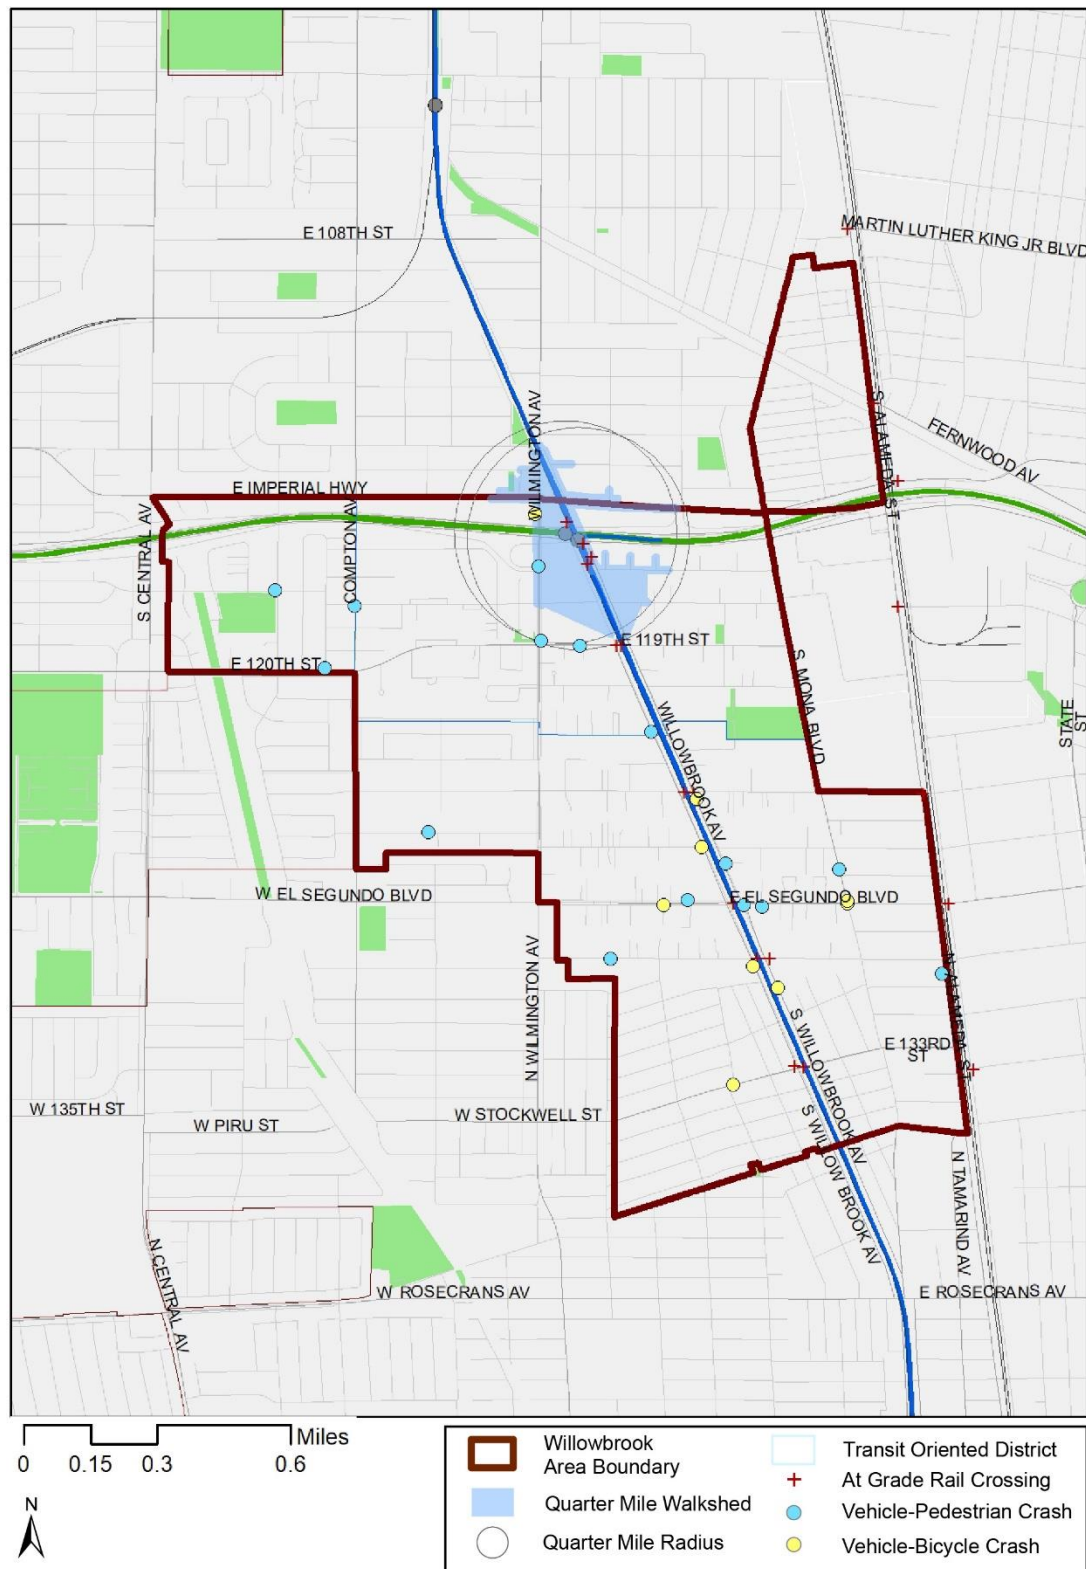 E 108TH ST
MARTIN LUTHER KING JR BLVD
WILMINGTON AV
S ALAMEDA ST
FERNWOOD AV
E IMPERIAL HWY
S CENTRAL AV
COMPTON AV
E 119TH ST
E 120TH ST
S MONA BLVD
STATE
ST
WILLOWBROOK AV
W EL SEGUNDO BLVD
E EL SEGUNDO BLVD
N WILMINGTON AV
N ALAMEDA ST
S WILLOWBROOK AV
E 133RD
ST
W 135TH ST
W PIRU ST
W STOCKWELL ST
S WILLOW BROOK AV
N TAMARIND AV
N CENTRAL AV
W ROSECRANS AV
E ROSECRANS AV
Miles
0 0.15 0.3 0.6
N
Willowbrook
Area Boundary
Quarter Mile Walkshed
Quarter Mile Radius
Transit Oriented District
At Grade Rail Crossing
Vehicle-Pedestrian Crash
Vehicle-Bicycle Crash